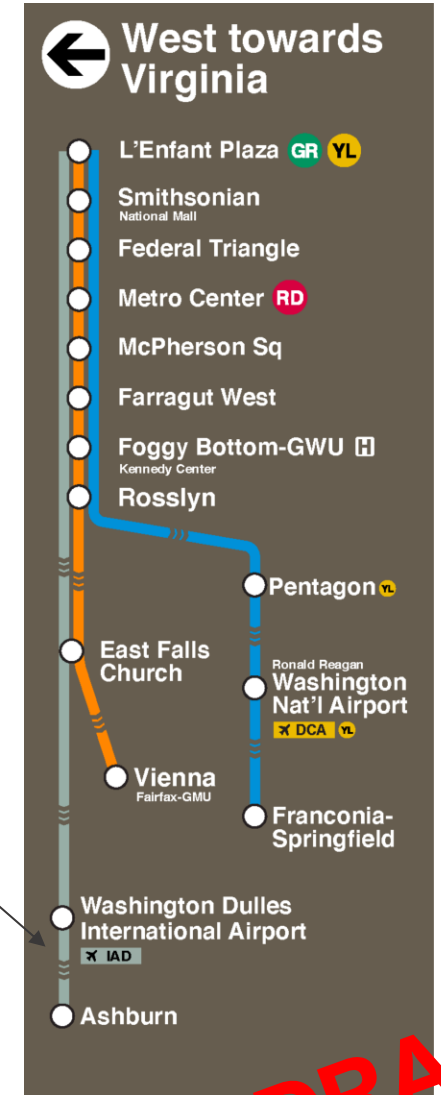 West towards
Virginia
L'Enfant Plaza GR YL
Smithsonian
National Mall
Federal Triangle
Metro Center RD
McPherson Sq
Farragut West
Foggy Bottom-GWU H
Kennedy Center
Rosslyn
Pentagon YL
East Falls
Church
Ronald Reagan
Washington
Nat'l Airport
DCA YL
Vienna
Fairfax-GMU
Franconia-
Springfield
Washington Dulles
International Airport
IAD
Ashburn